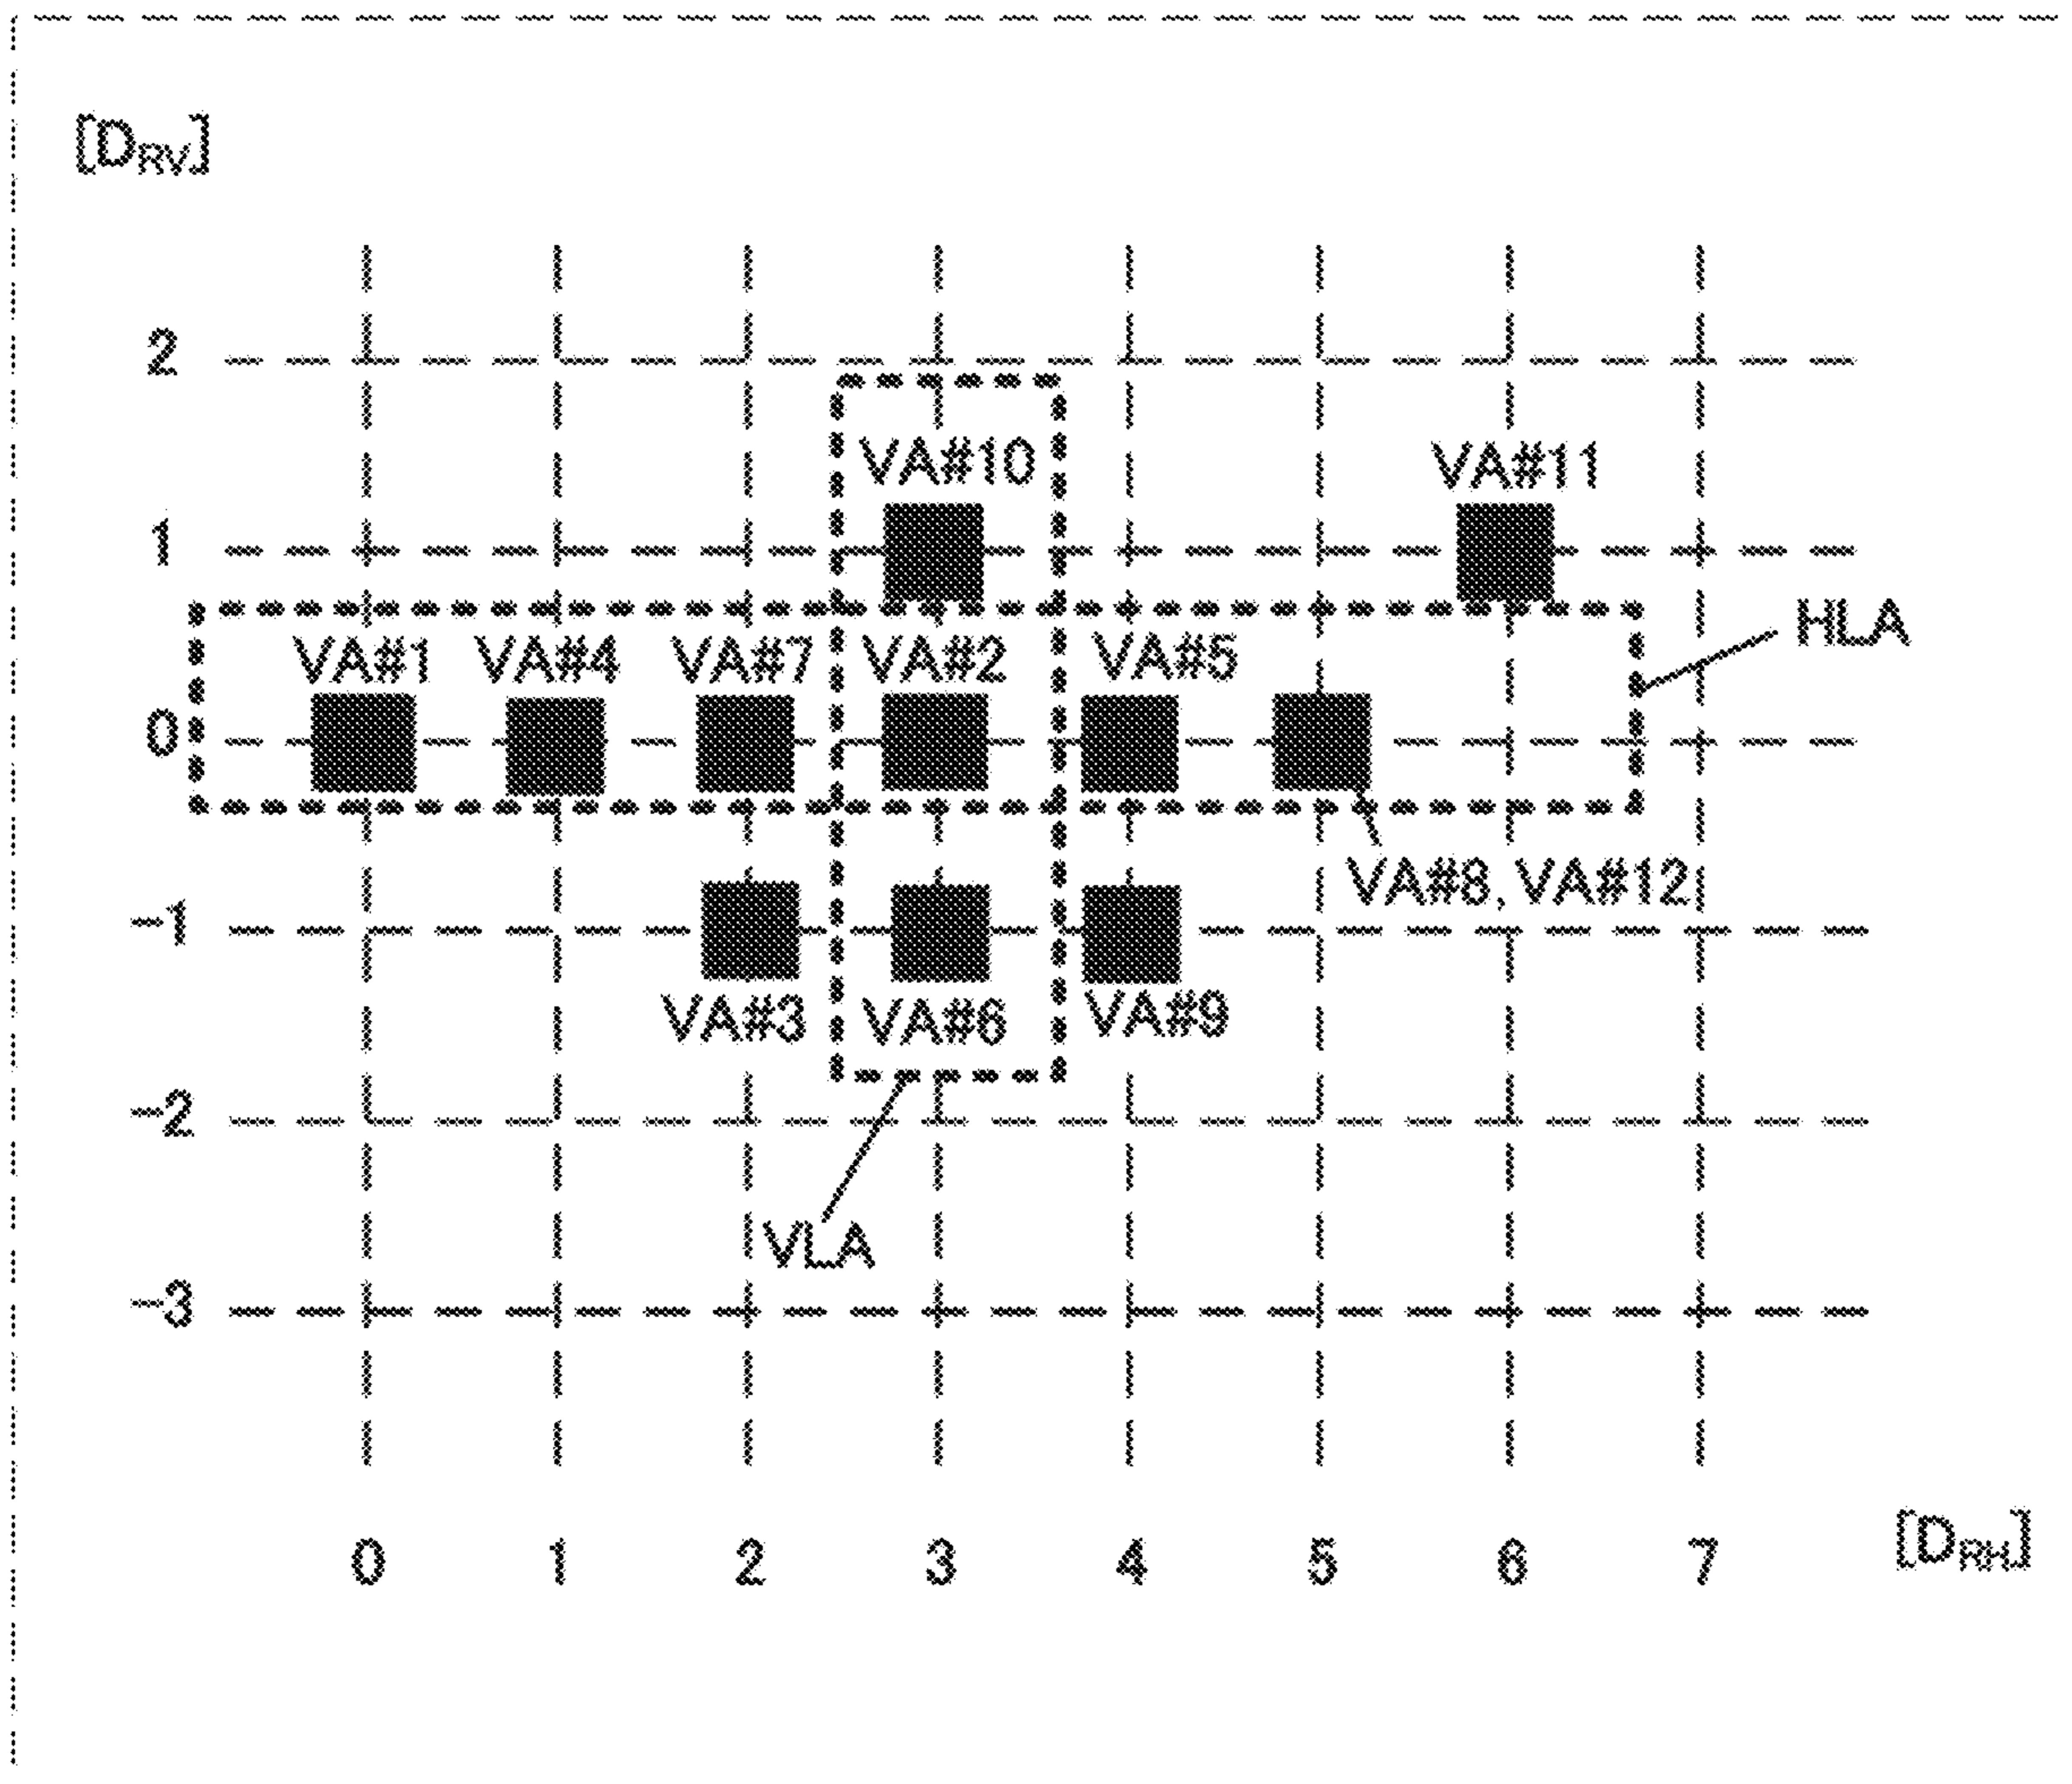 [DRV]
2
VA#10 VA#11
1
HLA
VA#1 VA#4 VA#7 VA#2 VA#5
0
VA#8, VA#12
-1
VA#3 VA#6 VA#9
-2
VLA
-3
0 1 2 3 4 5 6 7 [DRH]